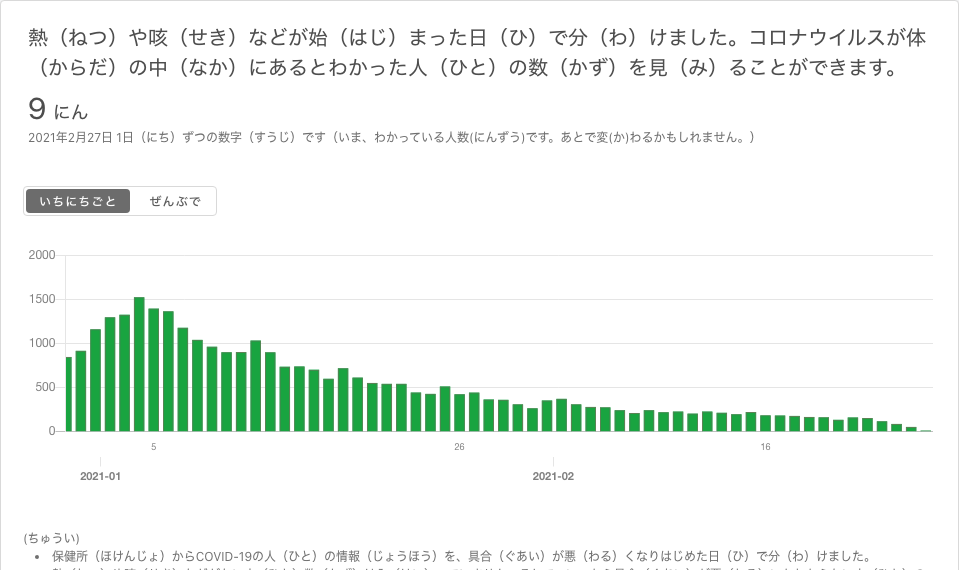 熱（ねつ）や咳（せき）などが始（はじ）まった日（ひ）で分（わ）けました。コロナウイルスが体
（からだ）の中（なか）にあるとわかった人（ひと）の数（かず）を見（み）ることができます。
9 にん
2021年2月27日 1日（にち）ずつの数字（すうじ）です（いま、わかっている人数(にんずう)です。あとで変(か)わるかもしれません。）
いちにちごと ぜんぶで
2000
1500
1000
500
0
5 26 16
2021-01 2021-02
(ちゅうい)
• 保健所（ほけんじょ）からCOVID-19の人（ひと）の情報（じょうほう）を、具合（ぐあい）が悪（わる）くなりはじめた日（ひ）で分（わ）けました。